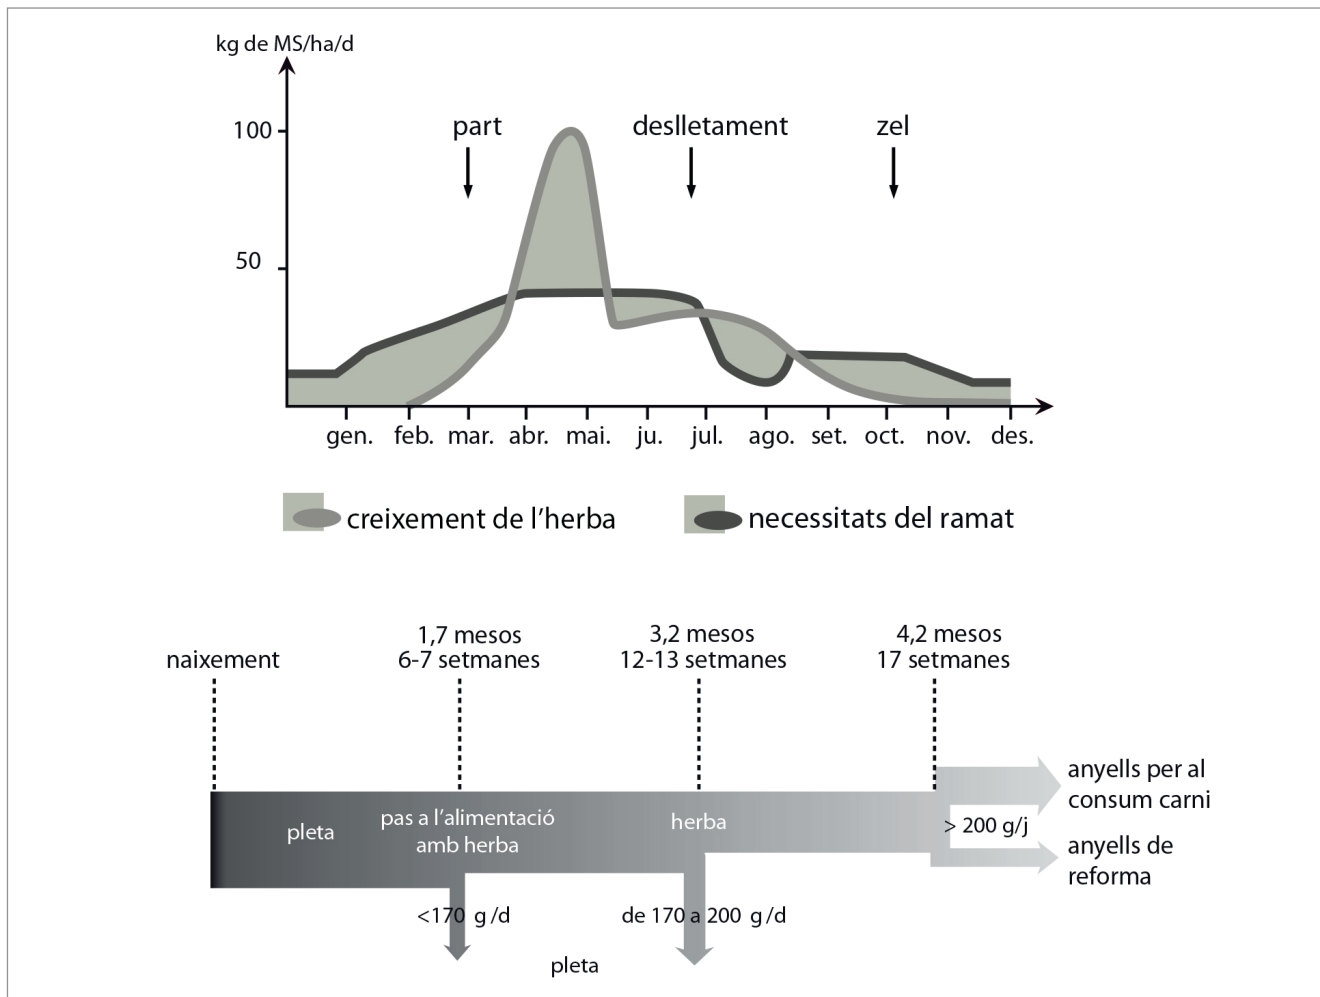 kg de MS/ha/d
100
50
part
deslletament
zel
gen. feb. mar. abr. mai. ju. jul. ago. set. oct. nov. des.
creixement de l'herba
necessitats del ramat
naixement
1,7 mesos
6-7 setmanes
3,2 mesos
12-13 setmanes
4,2 mesos
17 setmanes
pleta
pas a l'alimentació
amb herba
herba
> 200 g/j
anyells per al
consum carni
anyells de
reforma
<170 g /d
de 170 a 200 g /d
pleta